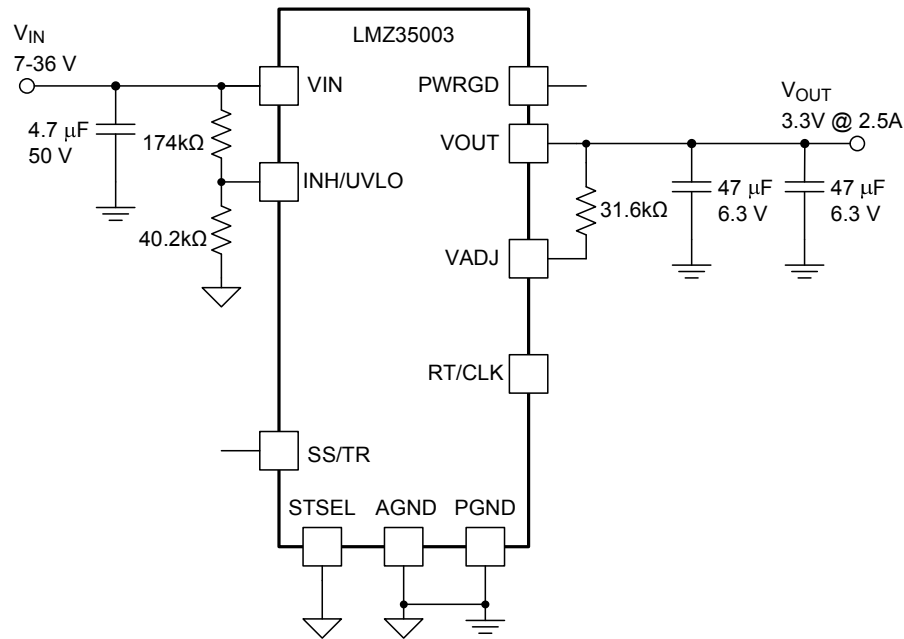 LMZ35003
VIN
7-36 V
VIN
PWRGD
VOUT
3.3V @ 2.5A
4.7 µF
50 V
174kΩ
VOUT
INH/UVLO
31.6kΩ
47 µF
6.3 V
47 µF
6.3 V
40.2kΩ
VADJ
RT/CLK
SS/TR
STSEL
AGND
PGND